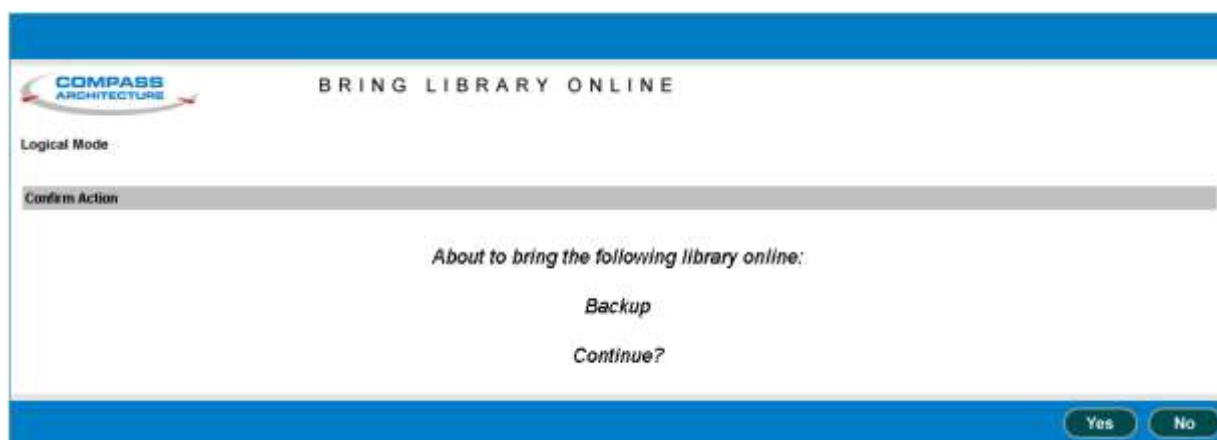 COMPASS
ARCHITECTURE
BRING LIBRARY ONLINE
Logical Mode
Confirm Action
About to bring the following library online:
Backup
Continue?
Yes No